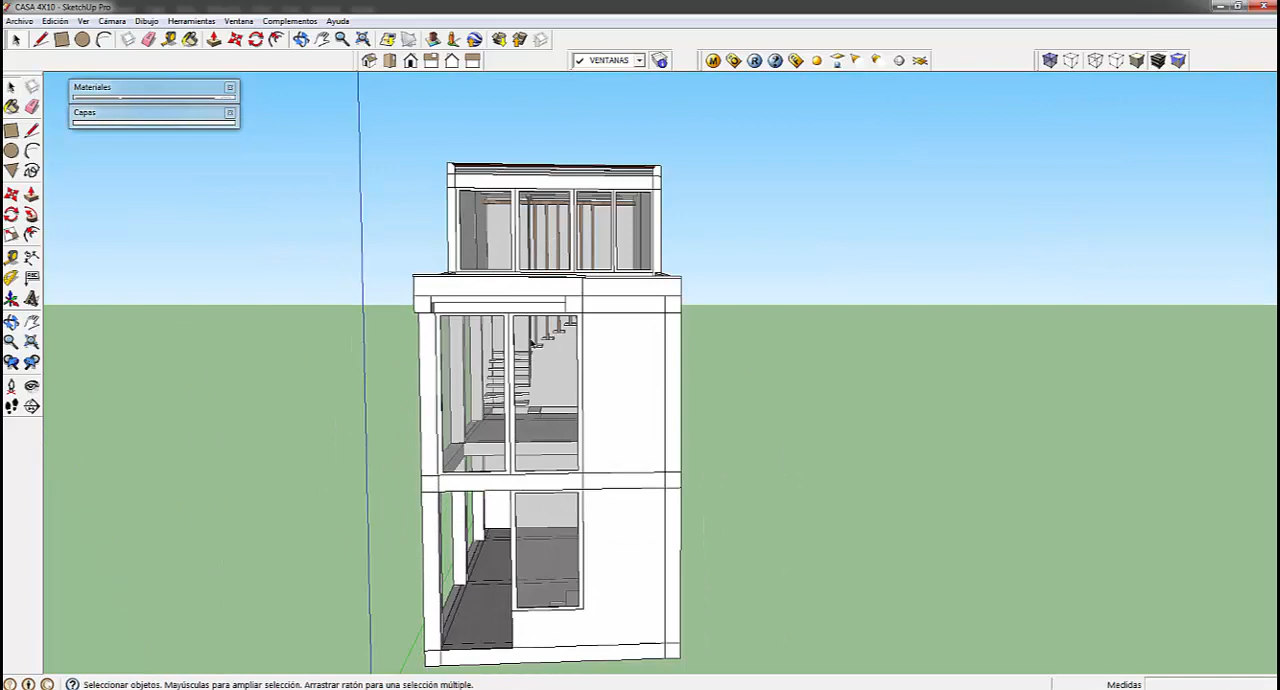 CASA 4X10 - SketchUp Pro
Archivo Edición Ver Cámara Dibujo Herramientas Ventana Complementos Ayuda
VENTANAS
M R ?
Materiales
Capas
Seleccionar objetos. Mayúsculas para ampliar selección. Arrastrar ratón para una selección múltiple.
Medidas